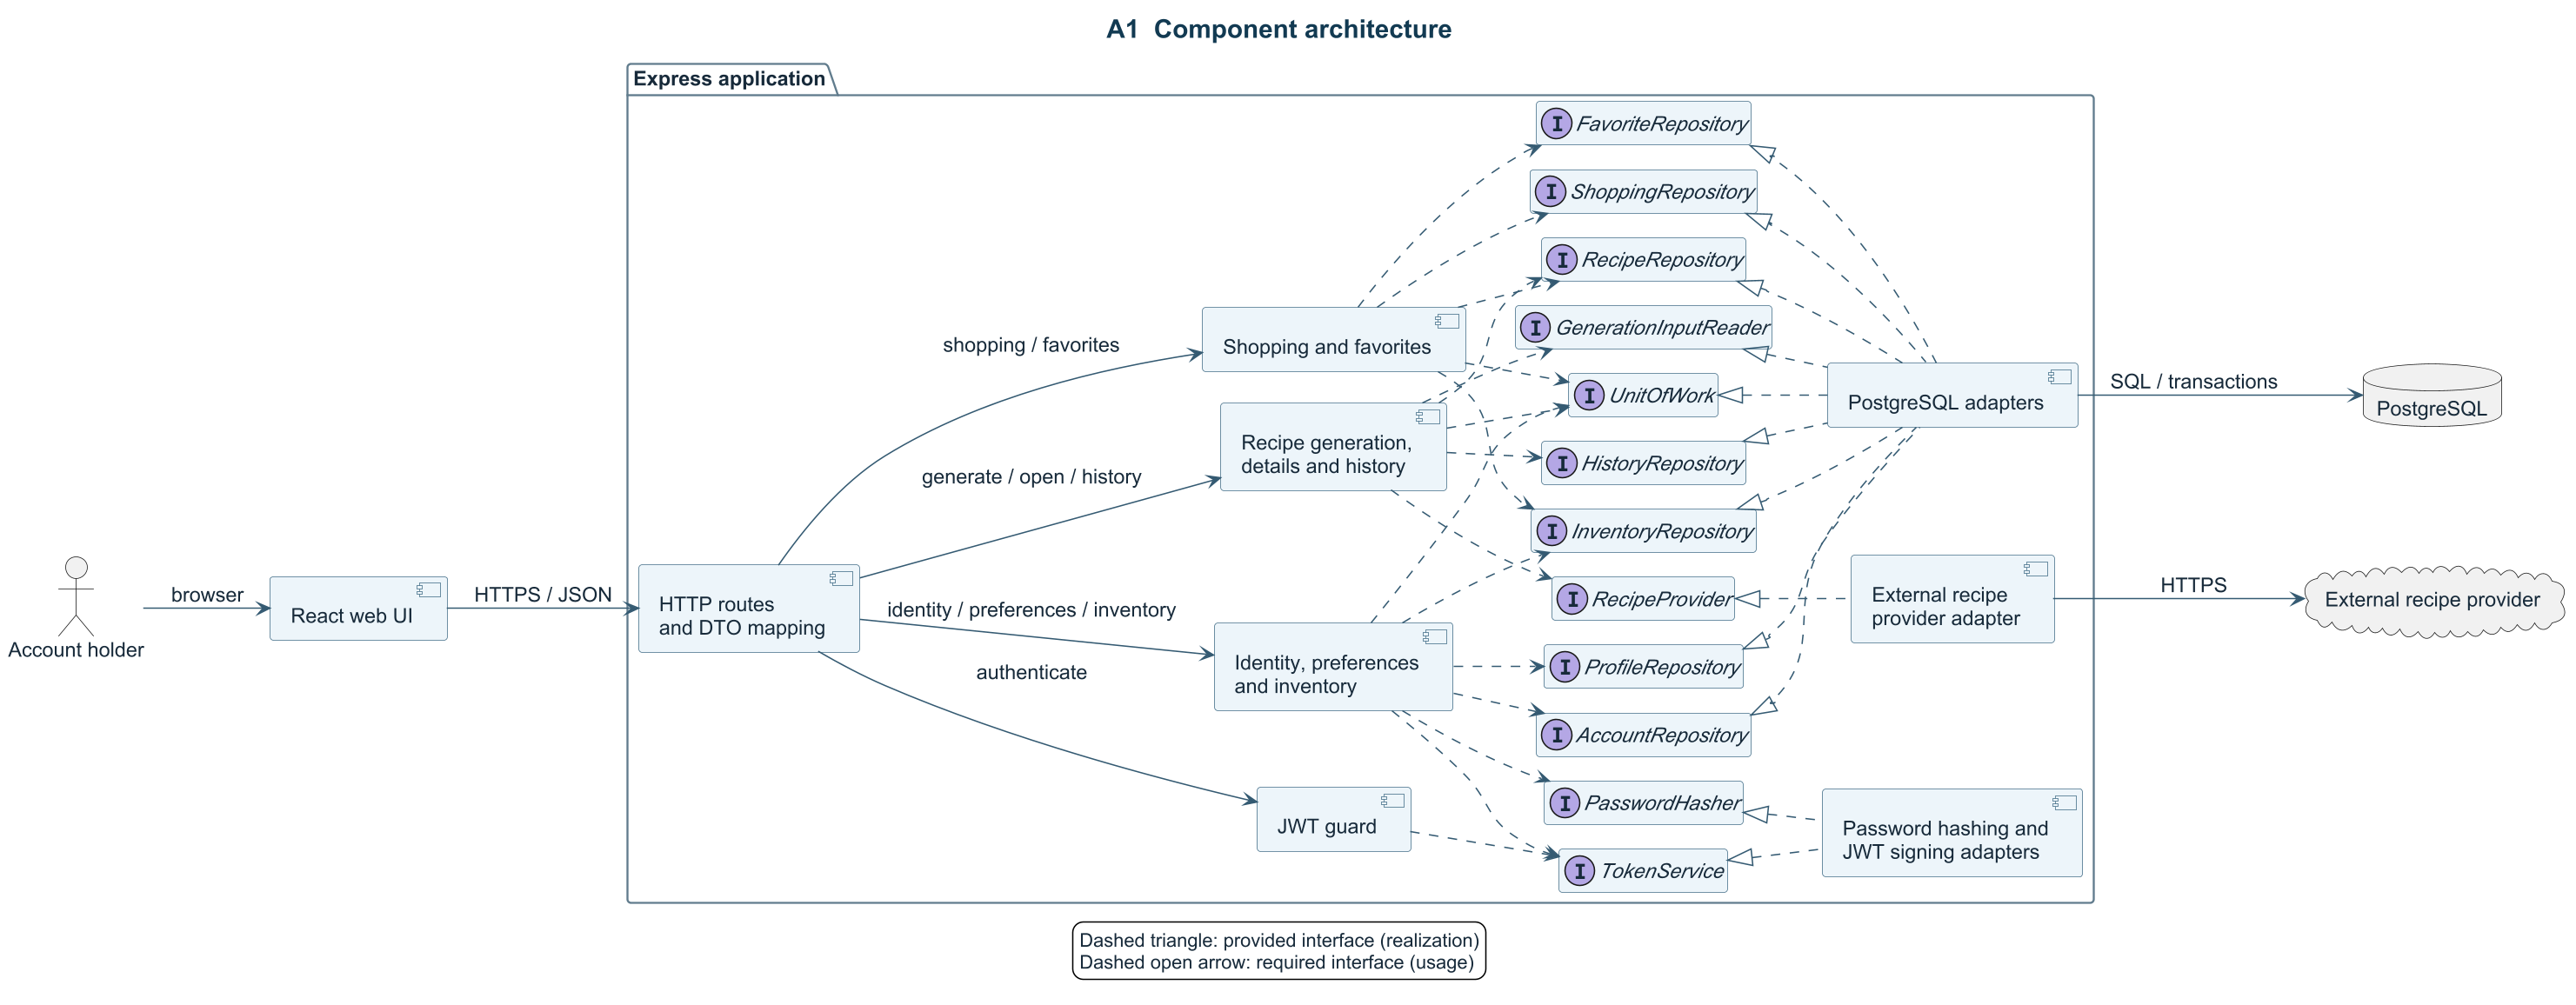 A1  Component architecture
Express application
FavoriteRepository
ShoppingRepository
RecipeRepository
GenerationInputReader
UnitOfWork
HistoryRepository
InventoryRepository
RecipeProvider
ProfileRepository
AccountRepository
PasswordHasher
TokenService
I
I
I
I
I
I
I
I
I
I
I
I
shopping / favorites
Shopping and favorites
generate / open / history
Recipe generation,
details and history
identity / preferences / inventory
Identity, preferences
and inventory
authenticate
JWT guard
Account holder
browser
React web UI
HTTPS / JSON
HTTP routes
and DTO mapping
PostgreSQL adapters
SQL / transactions
PostgreSQL
External recipe
provider adapter
HTTPS
External recipe provider
Password hashing and
JWT signing adapters
Dashed triangle: provided interface (realization)
Dashed open arrow: required interface (usage)